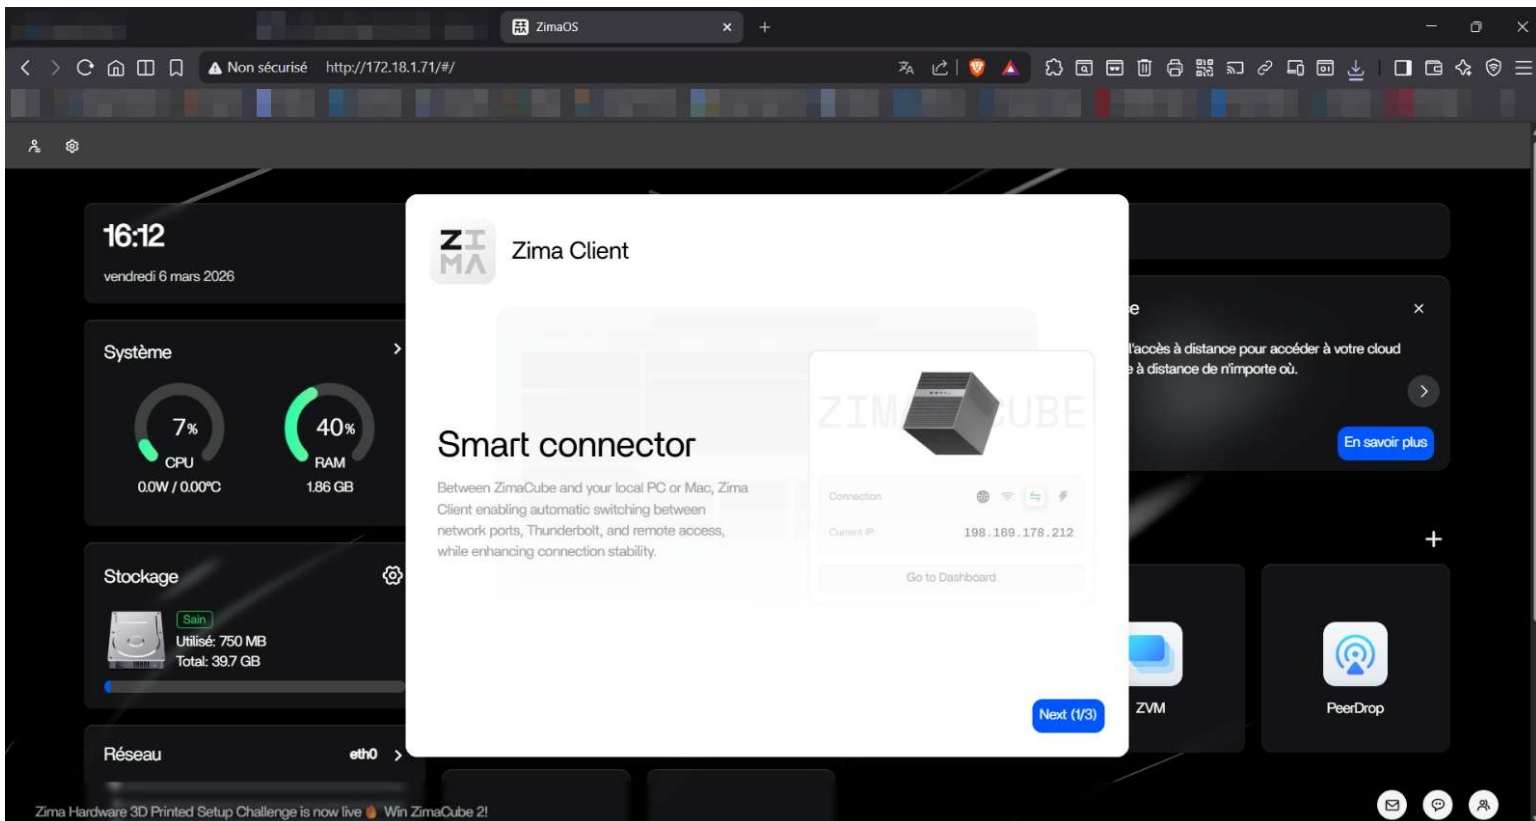 ZimaOS
Non sécurisé http://172.18.1.71/#/
16:12
vendredi 6 mars 2026
Système
7%
CPU
0.0W / 0.00°C
40%
RAM
1.86 GB
Stockage
Sain
Utilisé: 750 MB
Total: 39.7 GB
Réseau
eth0
ZIMA
Zima Client
Smart connector
Between ZimaCube and your local PC or Mac, Zima
Client enabling automatic switching between
network ports, Thunderbolt, and remote access,
while enhancing connection stability.
Connection
Current IP
198.169.178.212
Go to Dashboard
Next (1/3)
e
l'accès à distance pour accéder à votre cloud
e à distance de n'importe où.
En savoir plus
ZVM
PeerDrop
Zima Hardware 3D Printed Setup Challenge is now live 🔥 Win ZimaCube 2!